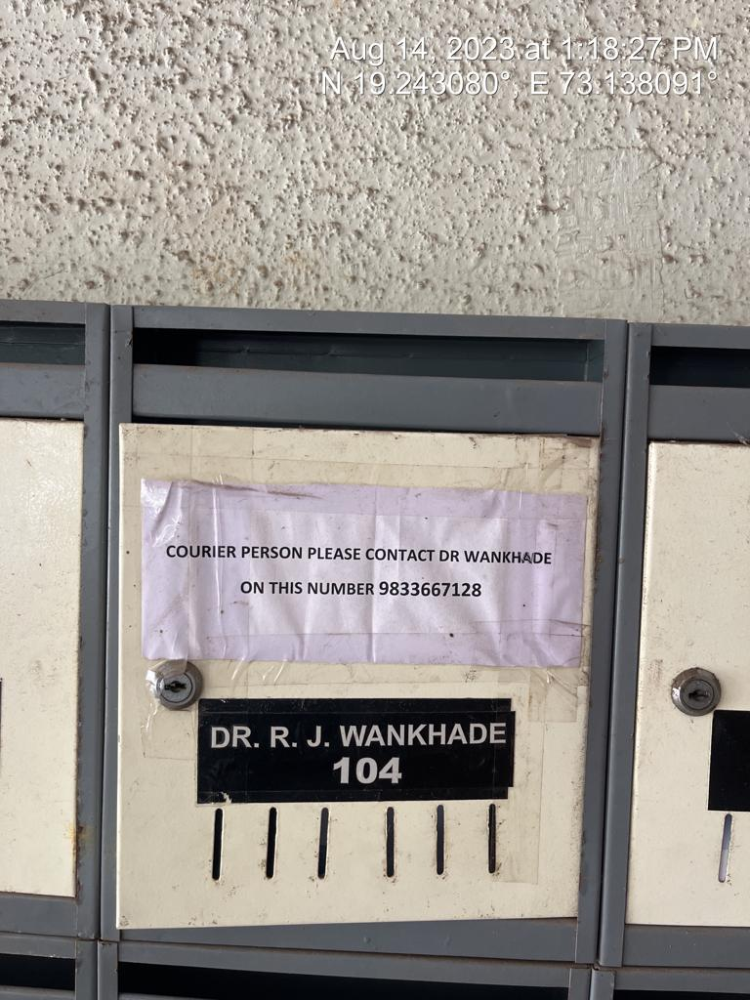 Aug 14, 2023 at 1:18:27 PM
N 19.243080°, E 73.138091°
COURIER PERSON PLEASE CONTACT DR WANKHADE
ON THIS NUMBER 9833667128
DR. R. J. WANKHADE
104